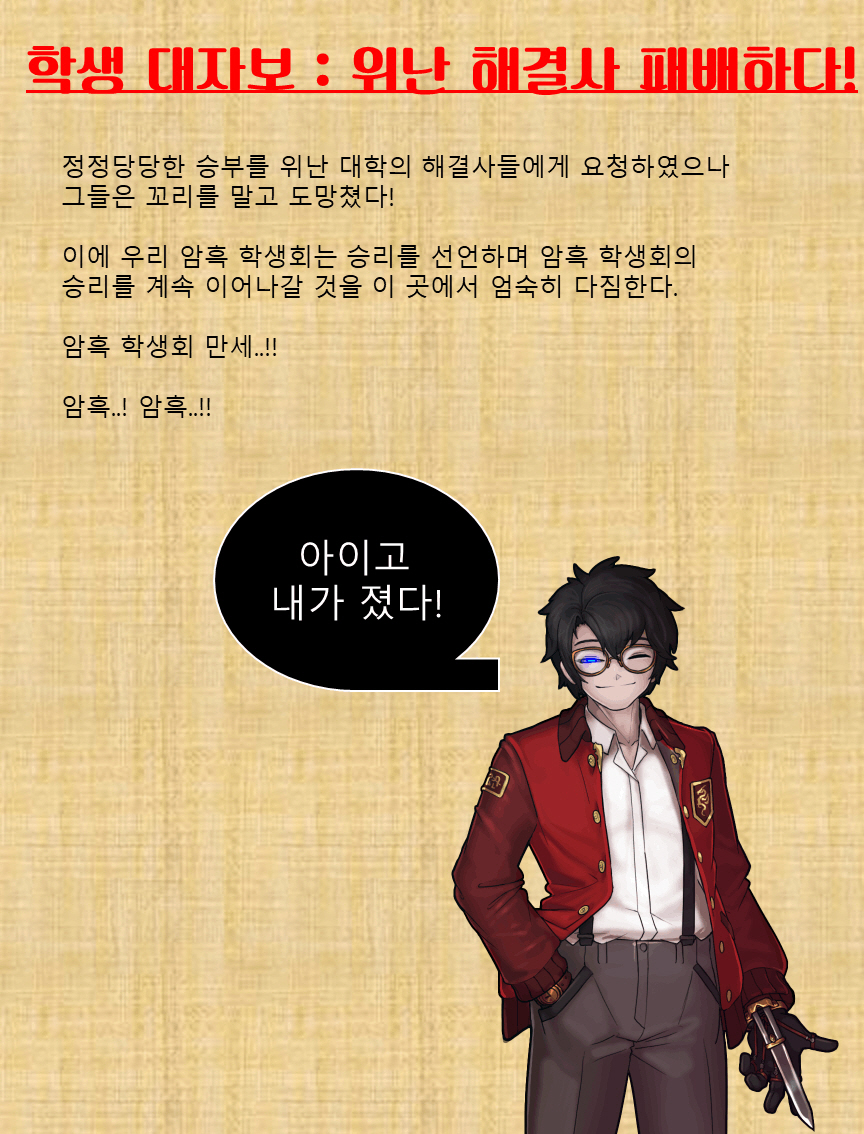 학생 대자보 : 위난 해결사 패배하다!
정정당당한 승부를 위난 대학의 해결사들에게 요청하였으나
그들은 꼬리를 말고 도망쳤다!
이에 우리 암흑 학생회는 승리를 선언하며 암흑 학생회의
승리를 계속 이어나갈 것을 이 곳에서 엄숙히 다짐한다.
암흑 학생회 만세..!!
암흑..! 암흑..!!
아이고
내가 졌다!